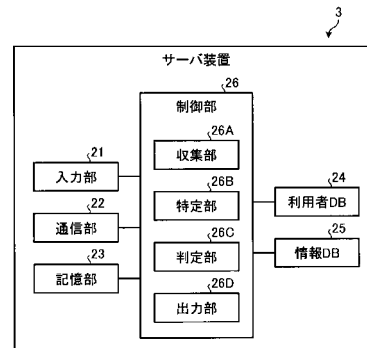 3
サーバ装置
26
制御部
26A
収集部
21
入力部
26B
特定部
24
利用者DB
22
通信部
26C
判定部
25
情報DB
23
記憶部
26D
出力部